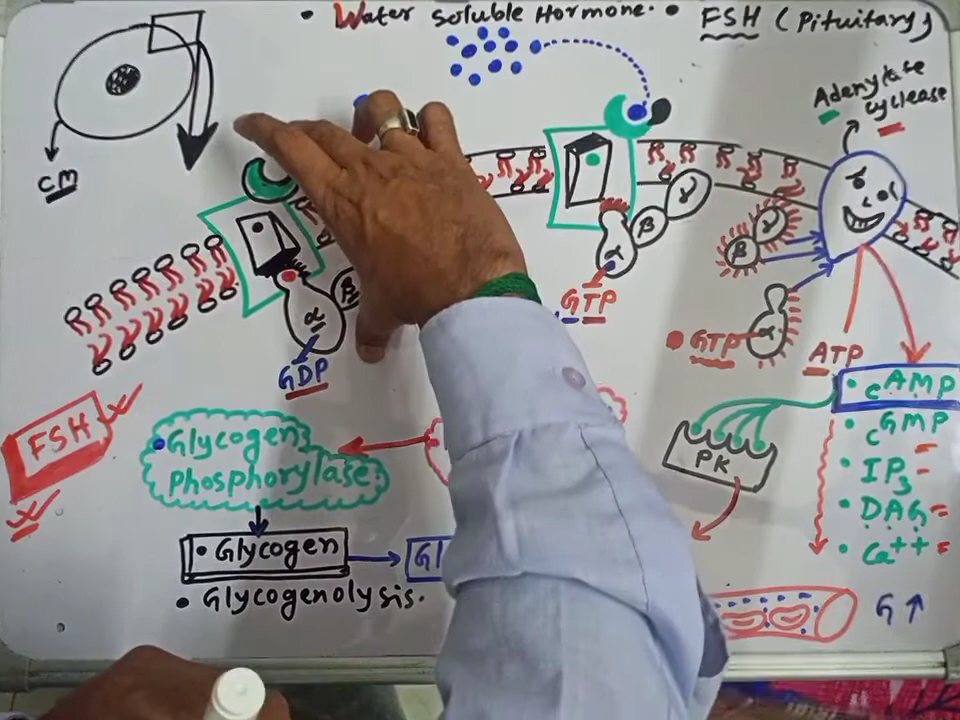 • Water Soluble Hormone. • FSH (Pituitary)
Adenylate
cyclease
CM
γ
β
α
GTP
β
γ
α
GDP
β
GTP
α
ATP
• cAMP
• cGMP
• IP3
• DAG
• Ca++
PK
FSH
• Glycogen
phosphorylase.
• Glycogen
Gl
• Glycogenolysis.
G ↑